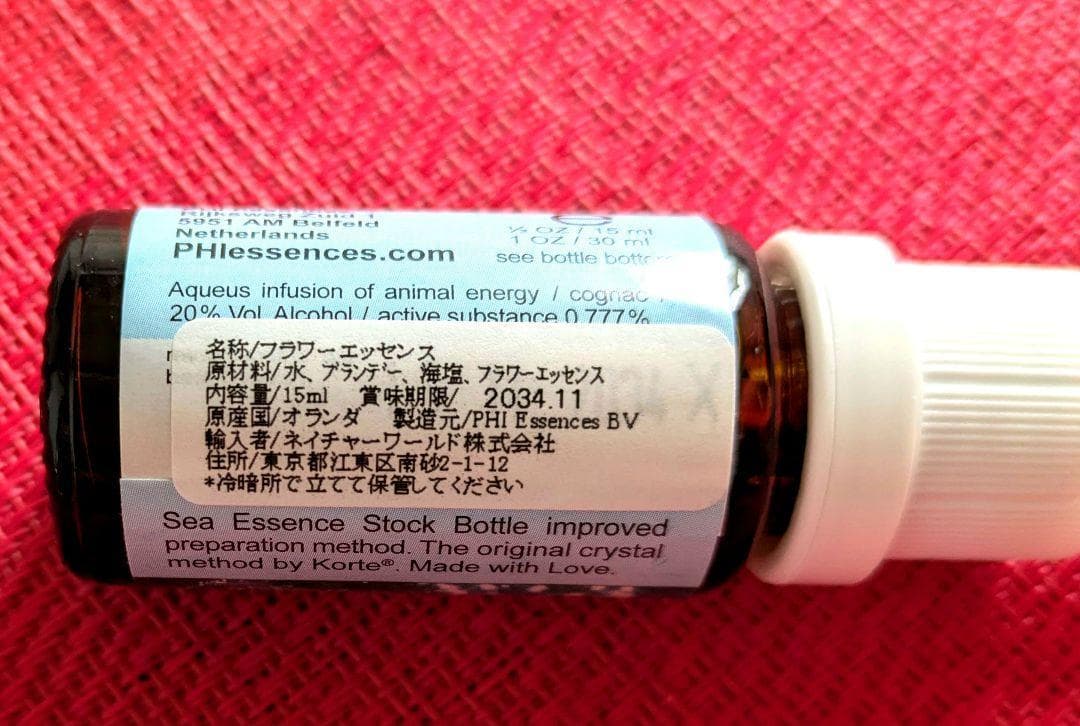 Rijksweg Zuid 1
5951 AM Belfeld
Netherlands
PHIessences.com
½ OZ / 15 ml
1 OZ / 30 ml
see bottle bottom
Aqueus infusion of animal energy / cognac /
20% Vol Alcohol / active substance 0,777%
名称/フラワーエッセンス
原材料/水、ブランデー、海塩、フラワーエッセンス
内容量/15ml 賞味期限/ 2034.11
原産国/オランダ 製造元/PHI Essences BV
輸入者/ネイチャーワールド株式会社
住所/東京都江東区南砂2-1-12
*冷暗所で立てて保管してください
Sea Essence Stock Bottle improved
preparation method. The original crystal
method by Korte®. Made with Love.